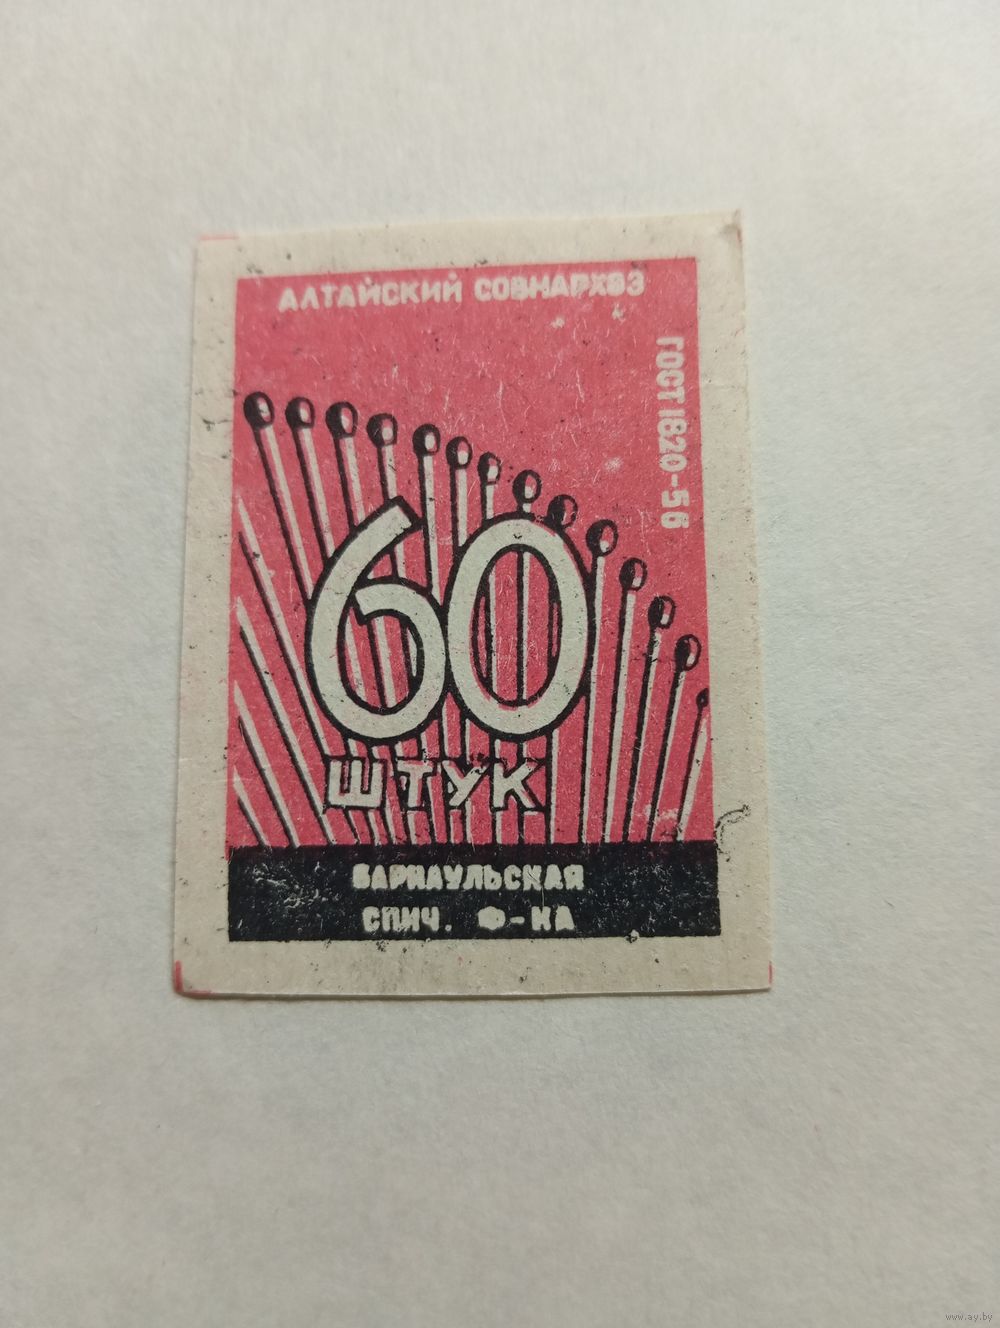 АЛТАЙСКИЙ СОВНАРХОЗ
ГОСТ 1820-56
60
ШТУК
БАРНАУЛЬСКАЯ
СПИЧ. Ф-КА
www.ay.by